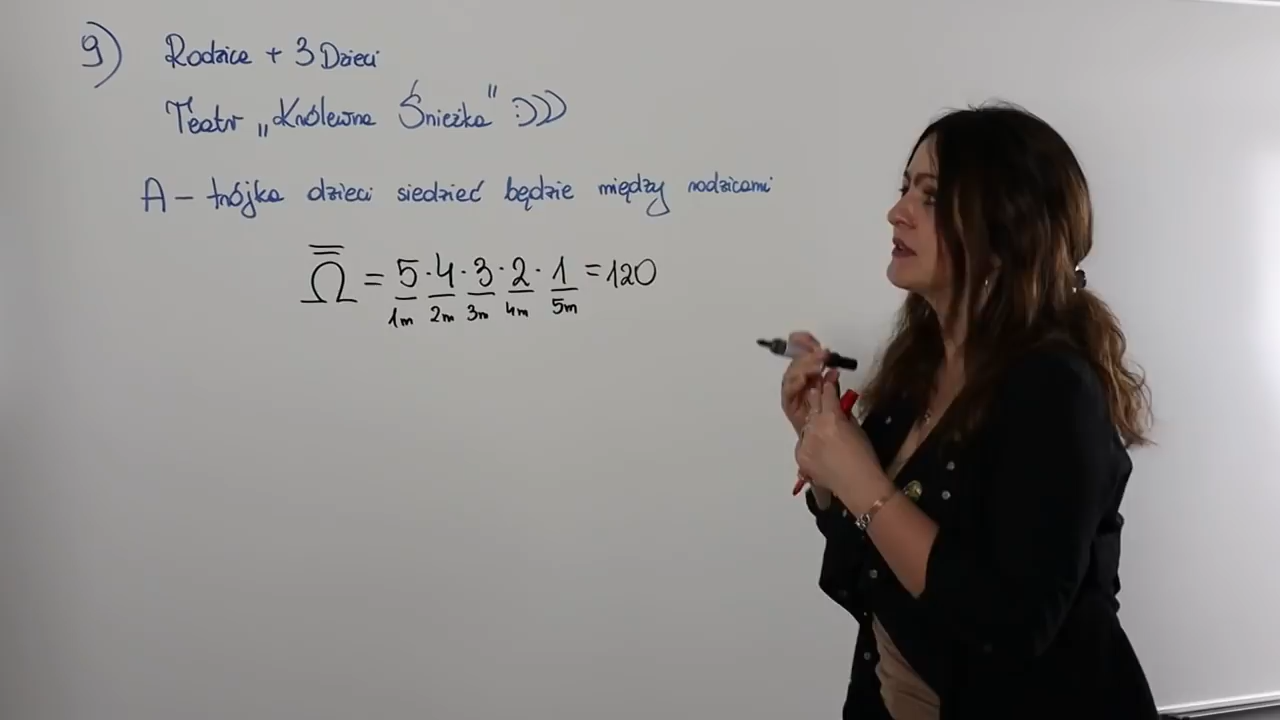 9) Rodzice + 3 Dzieci
Teatr „Królewna Śnieżka" :)))
A – trójka dzieci siedzieć będzie między rodzicami
Ω̿ = 5 · 4 · 3 · 2 · 1 = 120
1m 2m 3m 4m 5m